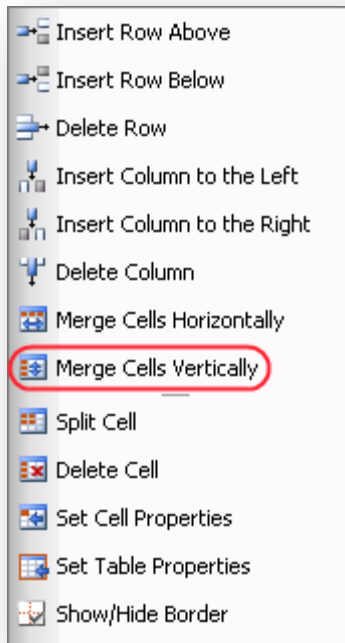 Insert Row Above
Insert Row Below
Delete Row
Insert Column to the Left
Insert Column to the Right
Delete Column
Merge Cells Horizontally
Merge Cells Vertically
Split Cell
Delete Cell
Set Cell Properties
Set Table Properties
Show/Hide Border